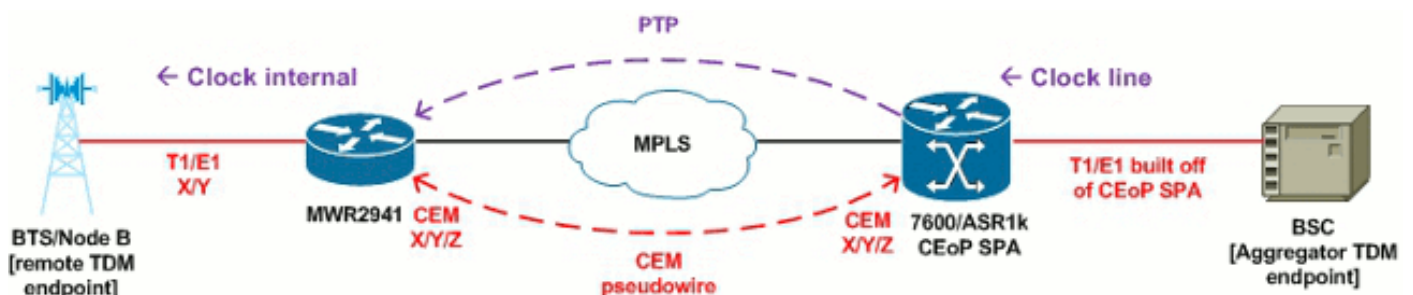 PTP
← Clock internal
← Clock line
MPLS
T1/E1
X/Y
T1/E1 built off
of CEoP SPA
MWR2941
CEM
X/Y/Z
CEM
X/Y/Z
7600/ASR1k
CEoP SPA
CEM
pseudowire
BTS/Node B
[remote TDM
endpoint]
BSC
[Aggregator TDM
endpoint]